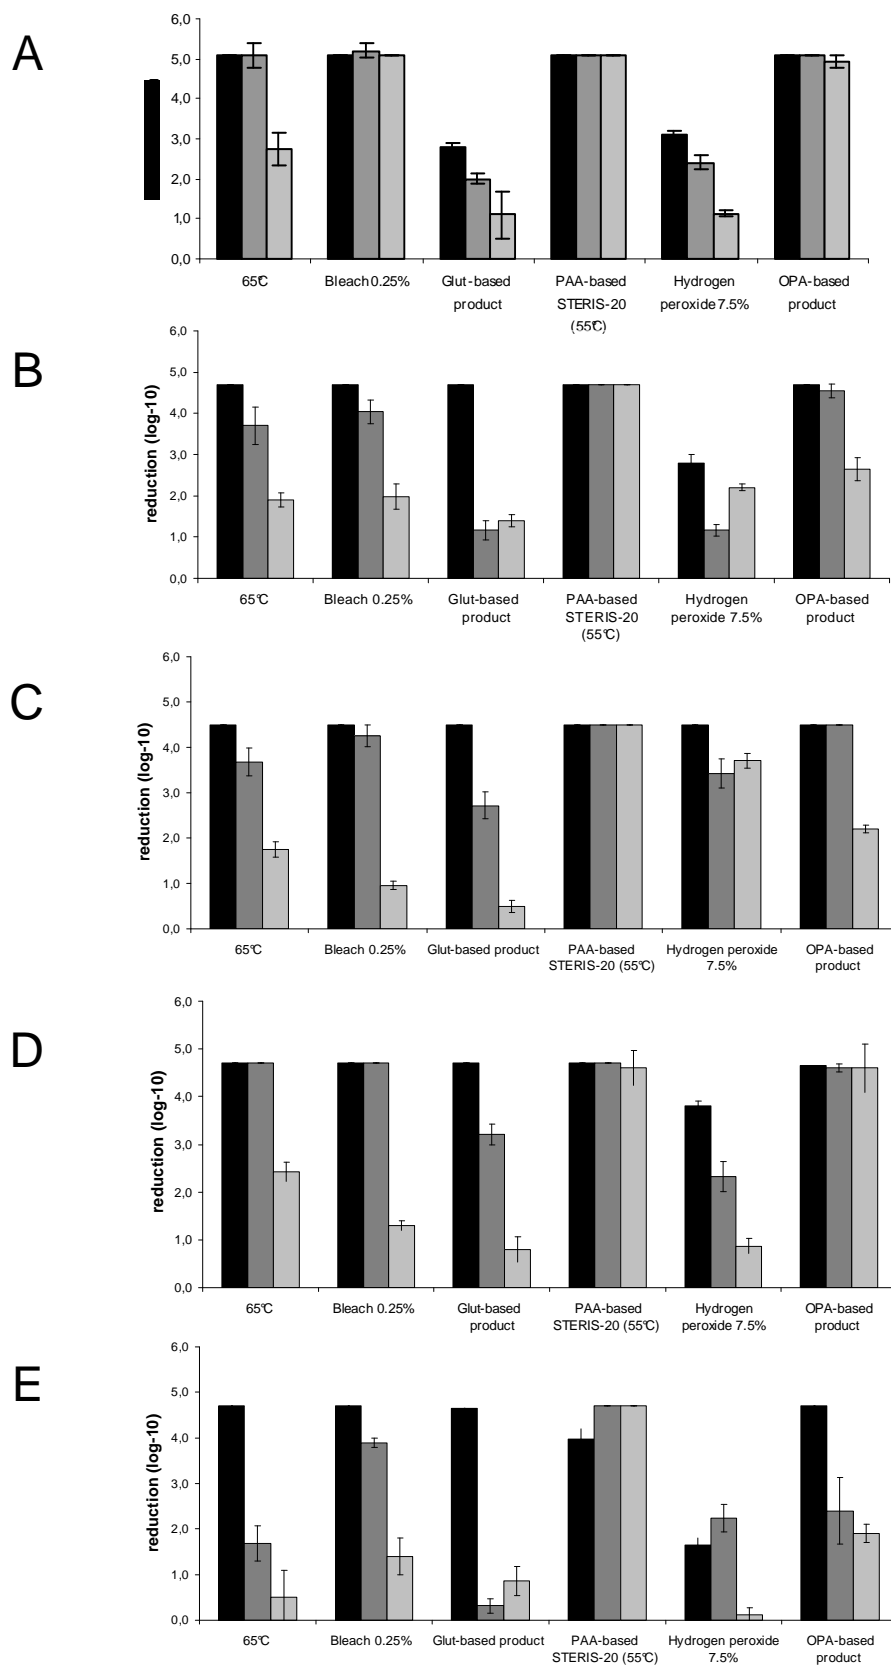 A
6,0
5,0
4,0
3,0
2,0
1,0
0,0
65°C
Bleach 0.25%
Glut-based
product
PAA-based
STERIS-20
(55°C)
Hydrogen
peroxide 7.5%
OPA-based
product
B
reduction (log-10)
6,0
5,0
4,0
3,0
2,0
1,0
0,0
65°C
Bleach 0.25%
Glut-based
product
PAA-based
STERIS-20
(55°C)
Hydrogen
peroxide 7.5%
OPA-based
product
C
reduction (log-10)
6,0
5,0
4,0
3,0
2,0
1,0
0,0
65°C
Bleach 0.25%
Glut-based product
PAA-based
STERIS-20 (55°C)
Hydrogen peroxide
7.5%
OPA-based
product
D
reduction (log-10)
6,0
5,0
4,0
3,0
2,0
1,0
0,0
65°C
Bleach 0.25%
Glut-based
product
PAA-based
STERIS-20 (55°C)
Hydrogen
peroxide 7.5%
OPA-based
product
E
reduction (log-10)
6,0
5,0
4,0
3,0
2,0
1,0
0,0
65°C
Bleach 0.25%
Glut-based product
PAA-based
STERIS-20 (55°C)
Hydrogen peroxide
7.5%
OPA-based
product